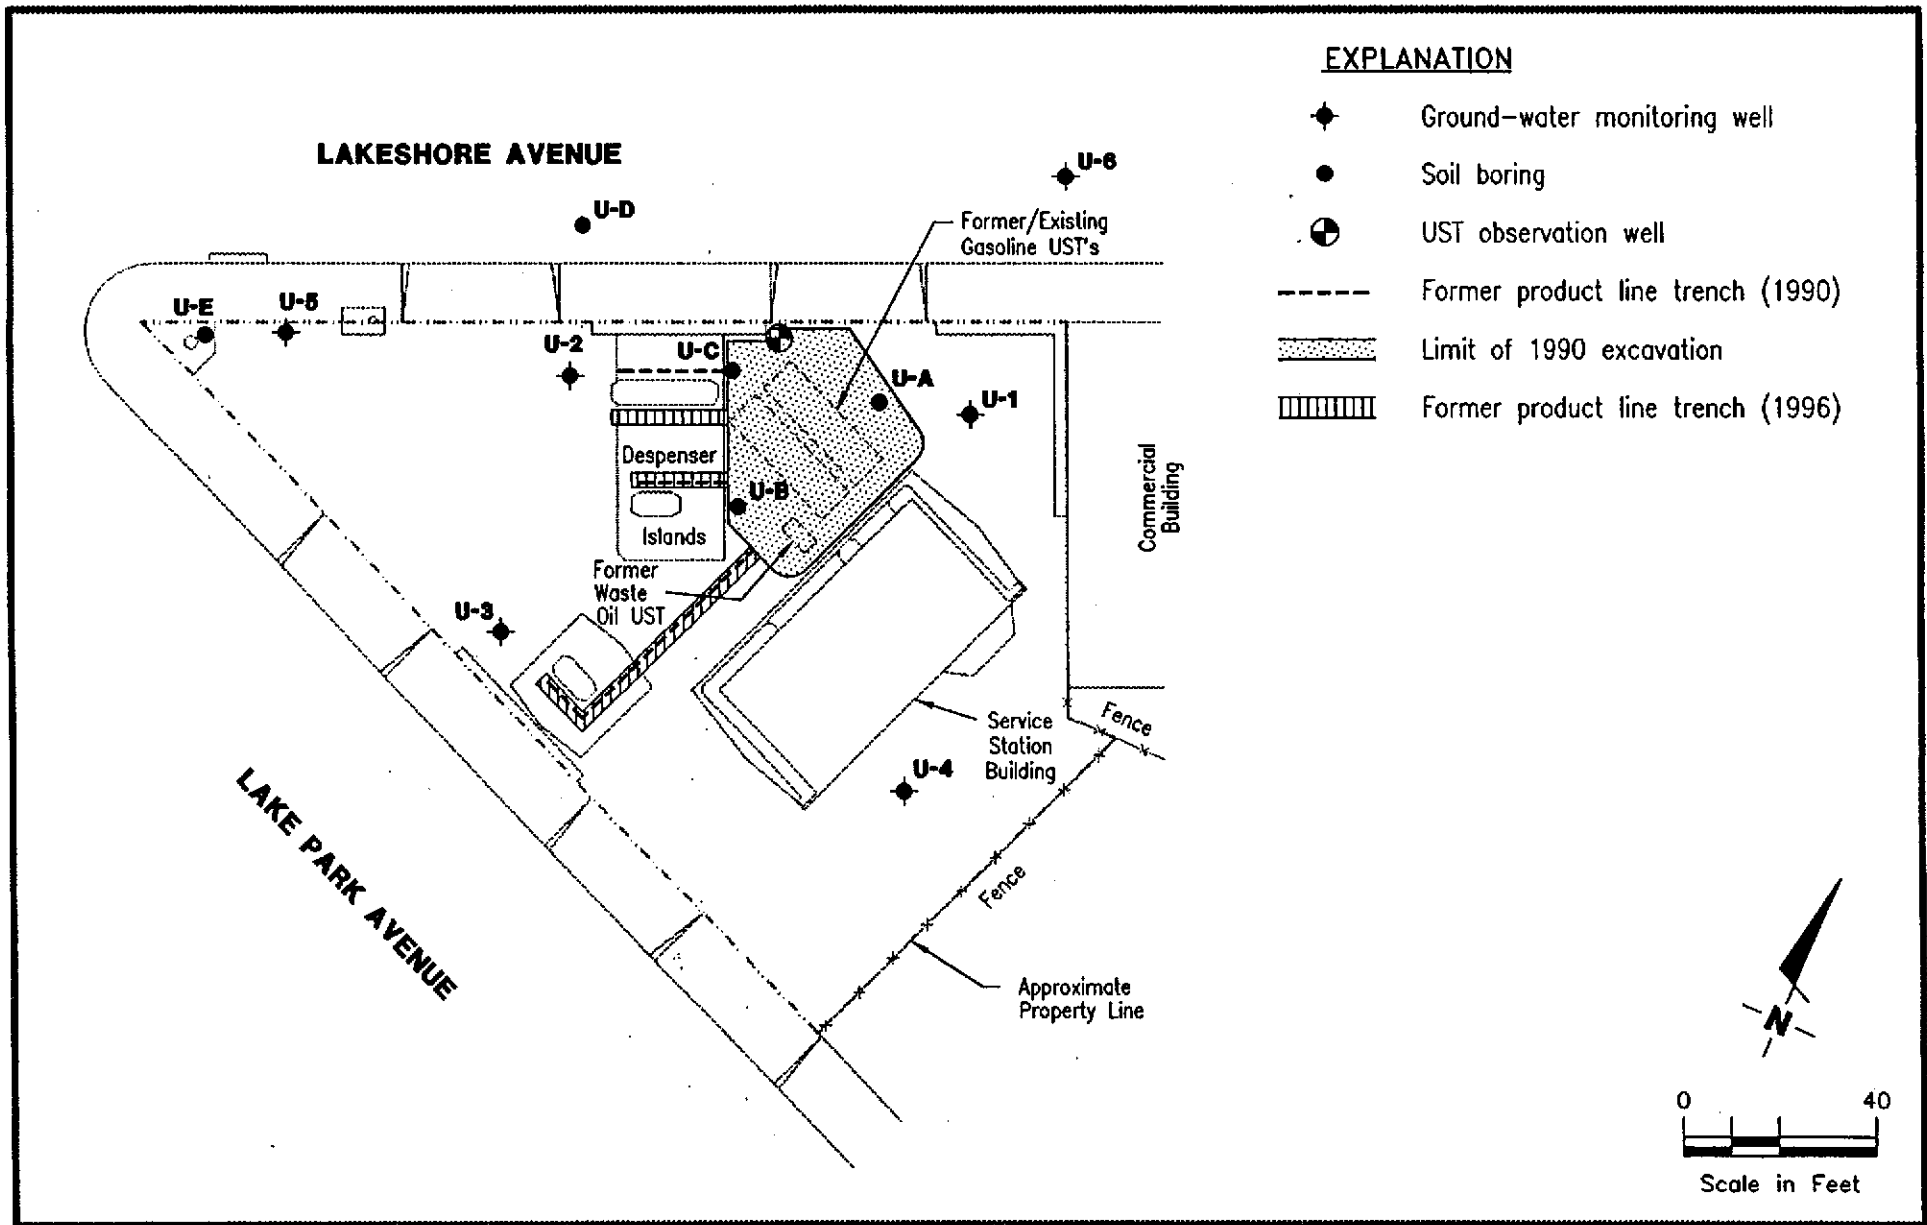 EXPLANATION
Ground-water monitoring well
Soil boring
UST observation well
Former product line trench (1990)
Limit of 1990 excavation
Former product line trench (1996)
LAKESHORE AVENUE
U-6
U-D
Former/Existing
Gasoline UST's
U-E
U-5
U-2
U-C
U-A
U-1
Despenser
U-B
Islands
Commercial
Building
Former
Waste
Oil UST
U-3
Fence
Service
Station
Building
U-4
LAKE PARK AVENUE
Fence
Approximate
Property Line
N
0 40
Scale in Feet